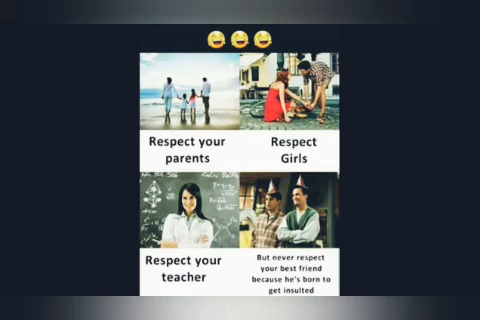 Respect your
parents
Respect
Girls
Respect your
teacher
But never respect
your best friend
because he's born to
get insulted